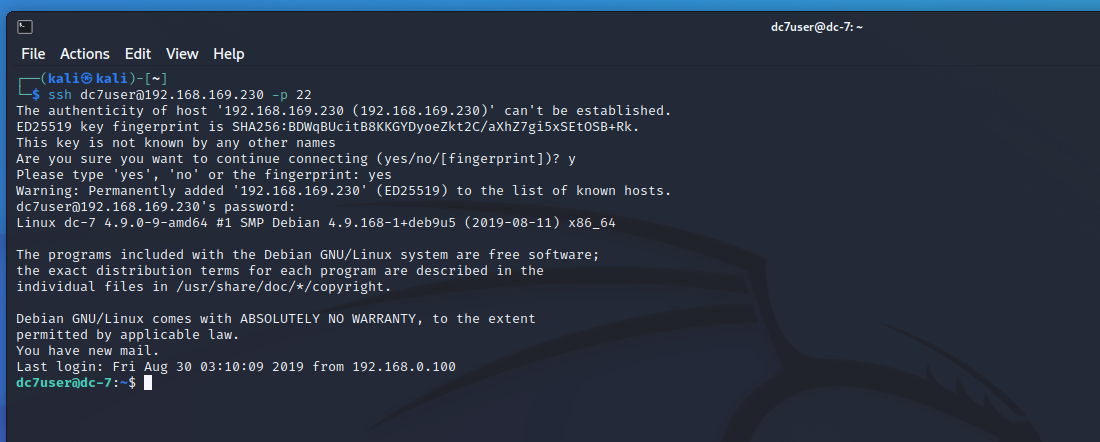 dc7user@dc-7: ~
File Actions Edit View Help
┌──(kali㉿kali)-[~]
└─$ ssh dc7user@192.168.169.230 -p 22
The authenticity of host '192.168.169.230 (192.168.169.230)' can't be established.
ED25519 key fingerprint is SHA256:BDWqBUcitB8KKGYDyoeZkt2C/aXhZ7gi5xSEtOSB+Rk.
This key is not known by any other names
Are you sure you want to continue connecting (yes/no/[fingerprint])? y
Please type 'yes', 'no' or the fingerprint: yes
Warning: Permanently added '192.168.169.230' (ED25519) to the list of known hosts.
dc7user@192.168.169.230's password:
Linux dc-7 4.9.0-9-amd64 #1 SMP Debian 4.9.168-1+deb9u5 (2019-08-11) x86_64
The programs included with the Debian GNU/Linux system are free software;
the exact distribution terms for each program are described in the
individual files in /usr/share/doc/*/copyright.
Debian GNU/Linux comes with ABSOLUTELY NO WARRANTY, to the extent
permitted by applicable law.
You have new mail.
Last login: Fri Aug 30 03:10:09 2019 from 192.168.0.100
dc7user@dc-7:~$